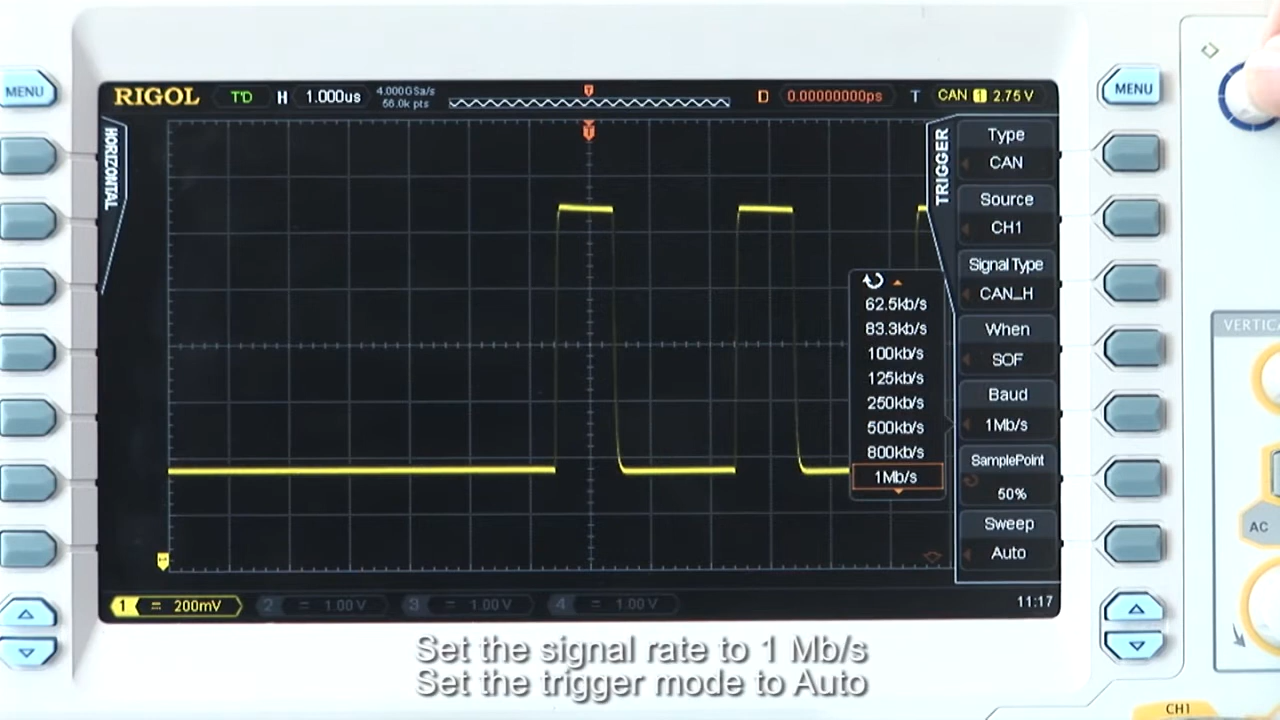 MENU
RIGOL T'D H 1.000us 4.000GSa/s 56.0k pts D 0.00000000ps T CAN 1 2.75 V
MENU
HORIZONTAL
TRIGGER
Type
CAN
Source
CH1
Signal Type
CAN_H
When
SOF
Baud
1Mb/s
SamplePoint
50%
Sweep
Auto
62.5kb/s
83.3kb/s
100kb/s
125kb/s
250kb/s
500kb/s
800kb/s
1Mb/s
1 = 200mV 2 = 1.00 V 3 = 1.00 V 4 = 1.00 V
11:17
AC
CH1
Set the signal rate to 1 Mb/s
Set the trigger mode to Auto